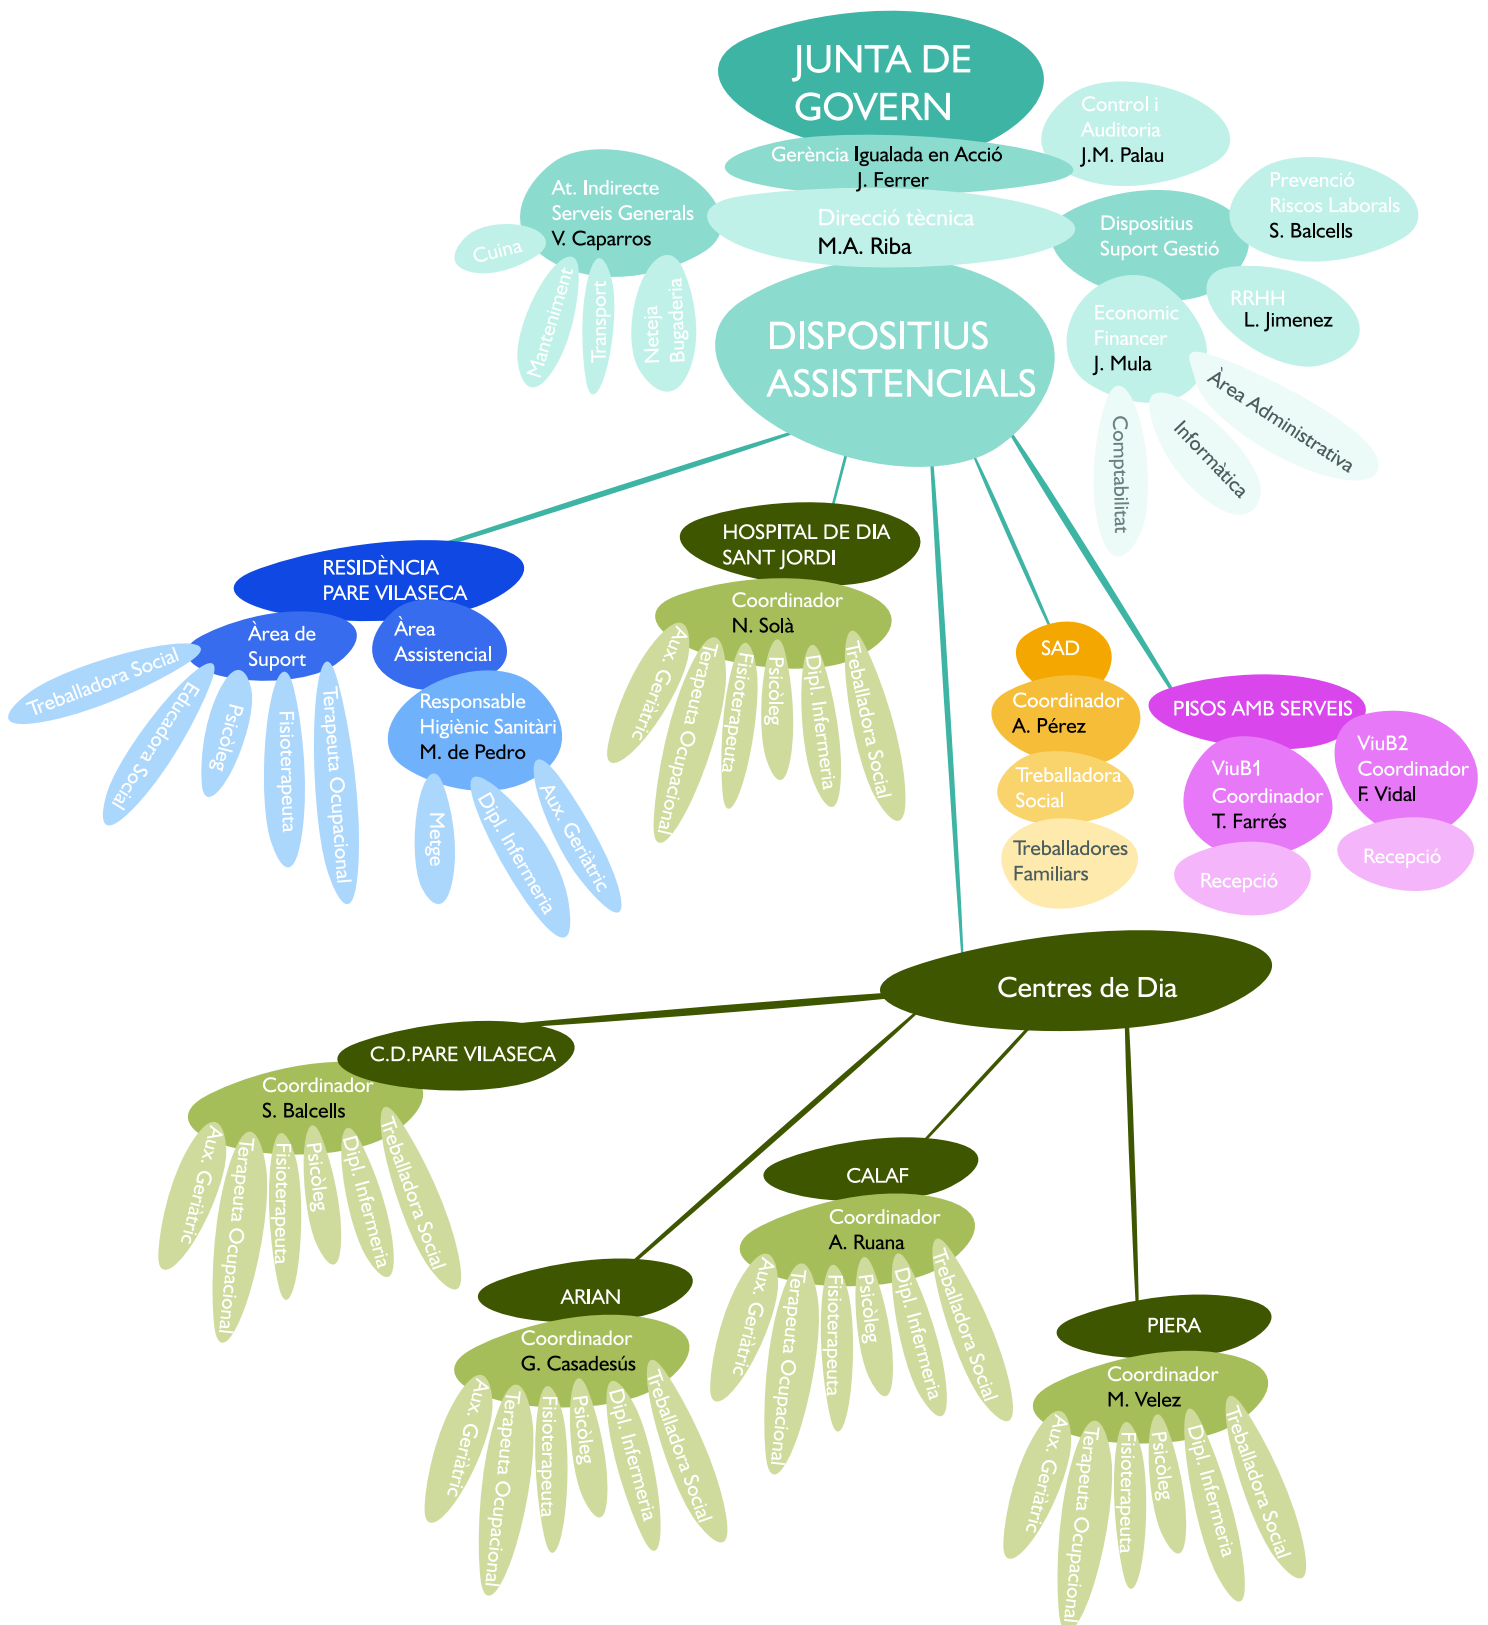 JUNTA DE
GOVERN
Gerència Igualada en Acció
J. Ferrer
Control i
Auditoria
J.M. Palau
At. Indirecte
Serveis Generals
V. Caparros
Cuina
Manteniment
Transport
Neteja
Bugaderia
Direcció tècnica
M.A. Riba
Dispositius
Suport Gestió
Prevenció
Riscos Laborals
S. Balcells
RRHH
L. Jimenez
Economic
Financer
J. Mula
Comptabilitat
Informàtica
Àrea Administrativa
DISPOSITIUS
ASSISTENCIALS
RESIDÈNCIA
PARE VILASECA
Àrea de
Suport
Treballadora Social
Educadora Social
Psicòleg
Fisioterapeuta
Terapeuta Ocupacional
Àrea
Assistencial
Responsable
Higiènic Sanitàri
M. de Pedro
Metge
Dipl. Infermeria
Aux. Geriàtric
HOSPITAL DE DIA
SANT JORDI
Coordinador
N. Solà
Aux. Geriàtric
Terapeuta Ocupacional
Fisioterapeuta
Psicòleg
Dipl. Infermeria
Treballadora Social
SAD
Coordinador
A. Pérez
Treballadora
Social
Treballadores
Familiars
PISOS AMB SERVEIS
ViuB1
Coordinador
T. Farrés
Recepció
ViuB2
Coordinador
F. Vidal
Recepció
Centres de Dia
C.D.PARE VILASECA
Coordinador
S. Balcells
Aux. Geriàtric
Terapeuta Ocupacional
Fisioterapeuta
Psicòleg
Dipl. Infermeria
Treballadora Social
ARIAN
Coordinador
G. Casadesús
Aux. Geriàtric
Terapeuta Ocupacional
Fisioterapeuta
Psicòleg
Dipl. Infermeria
Treballadora Social
CALAF
Coordinador
A. Ruana
Aux. Geriàtric
Terapeuta Ocupacional
Fisioterapeuta
Psicòleg
Dipl. Infermeria
Treballadora Social
PIERA
Coordinador
M. Velez
Aux. Geriàtric
Terapeuta Ocupacional
Fisioterapeuta
Psicòleg
Dipl. Infermeria
Treballadora Social